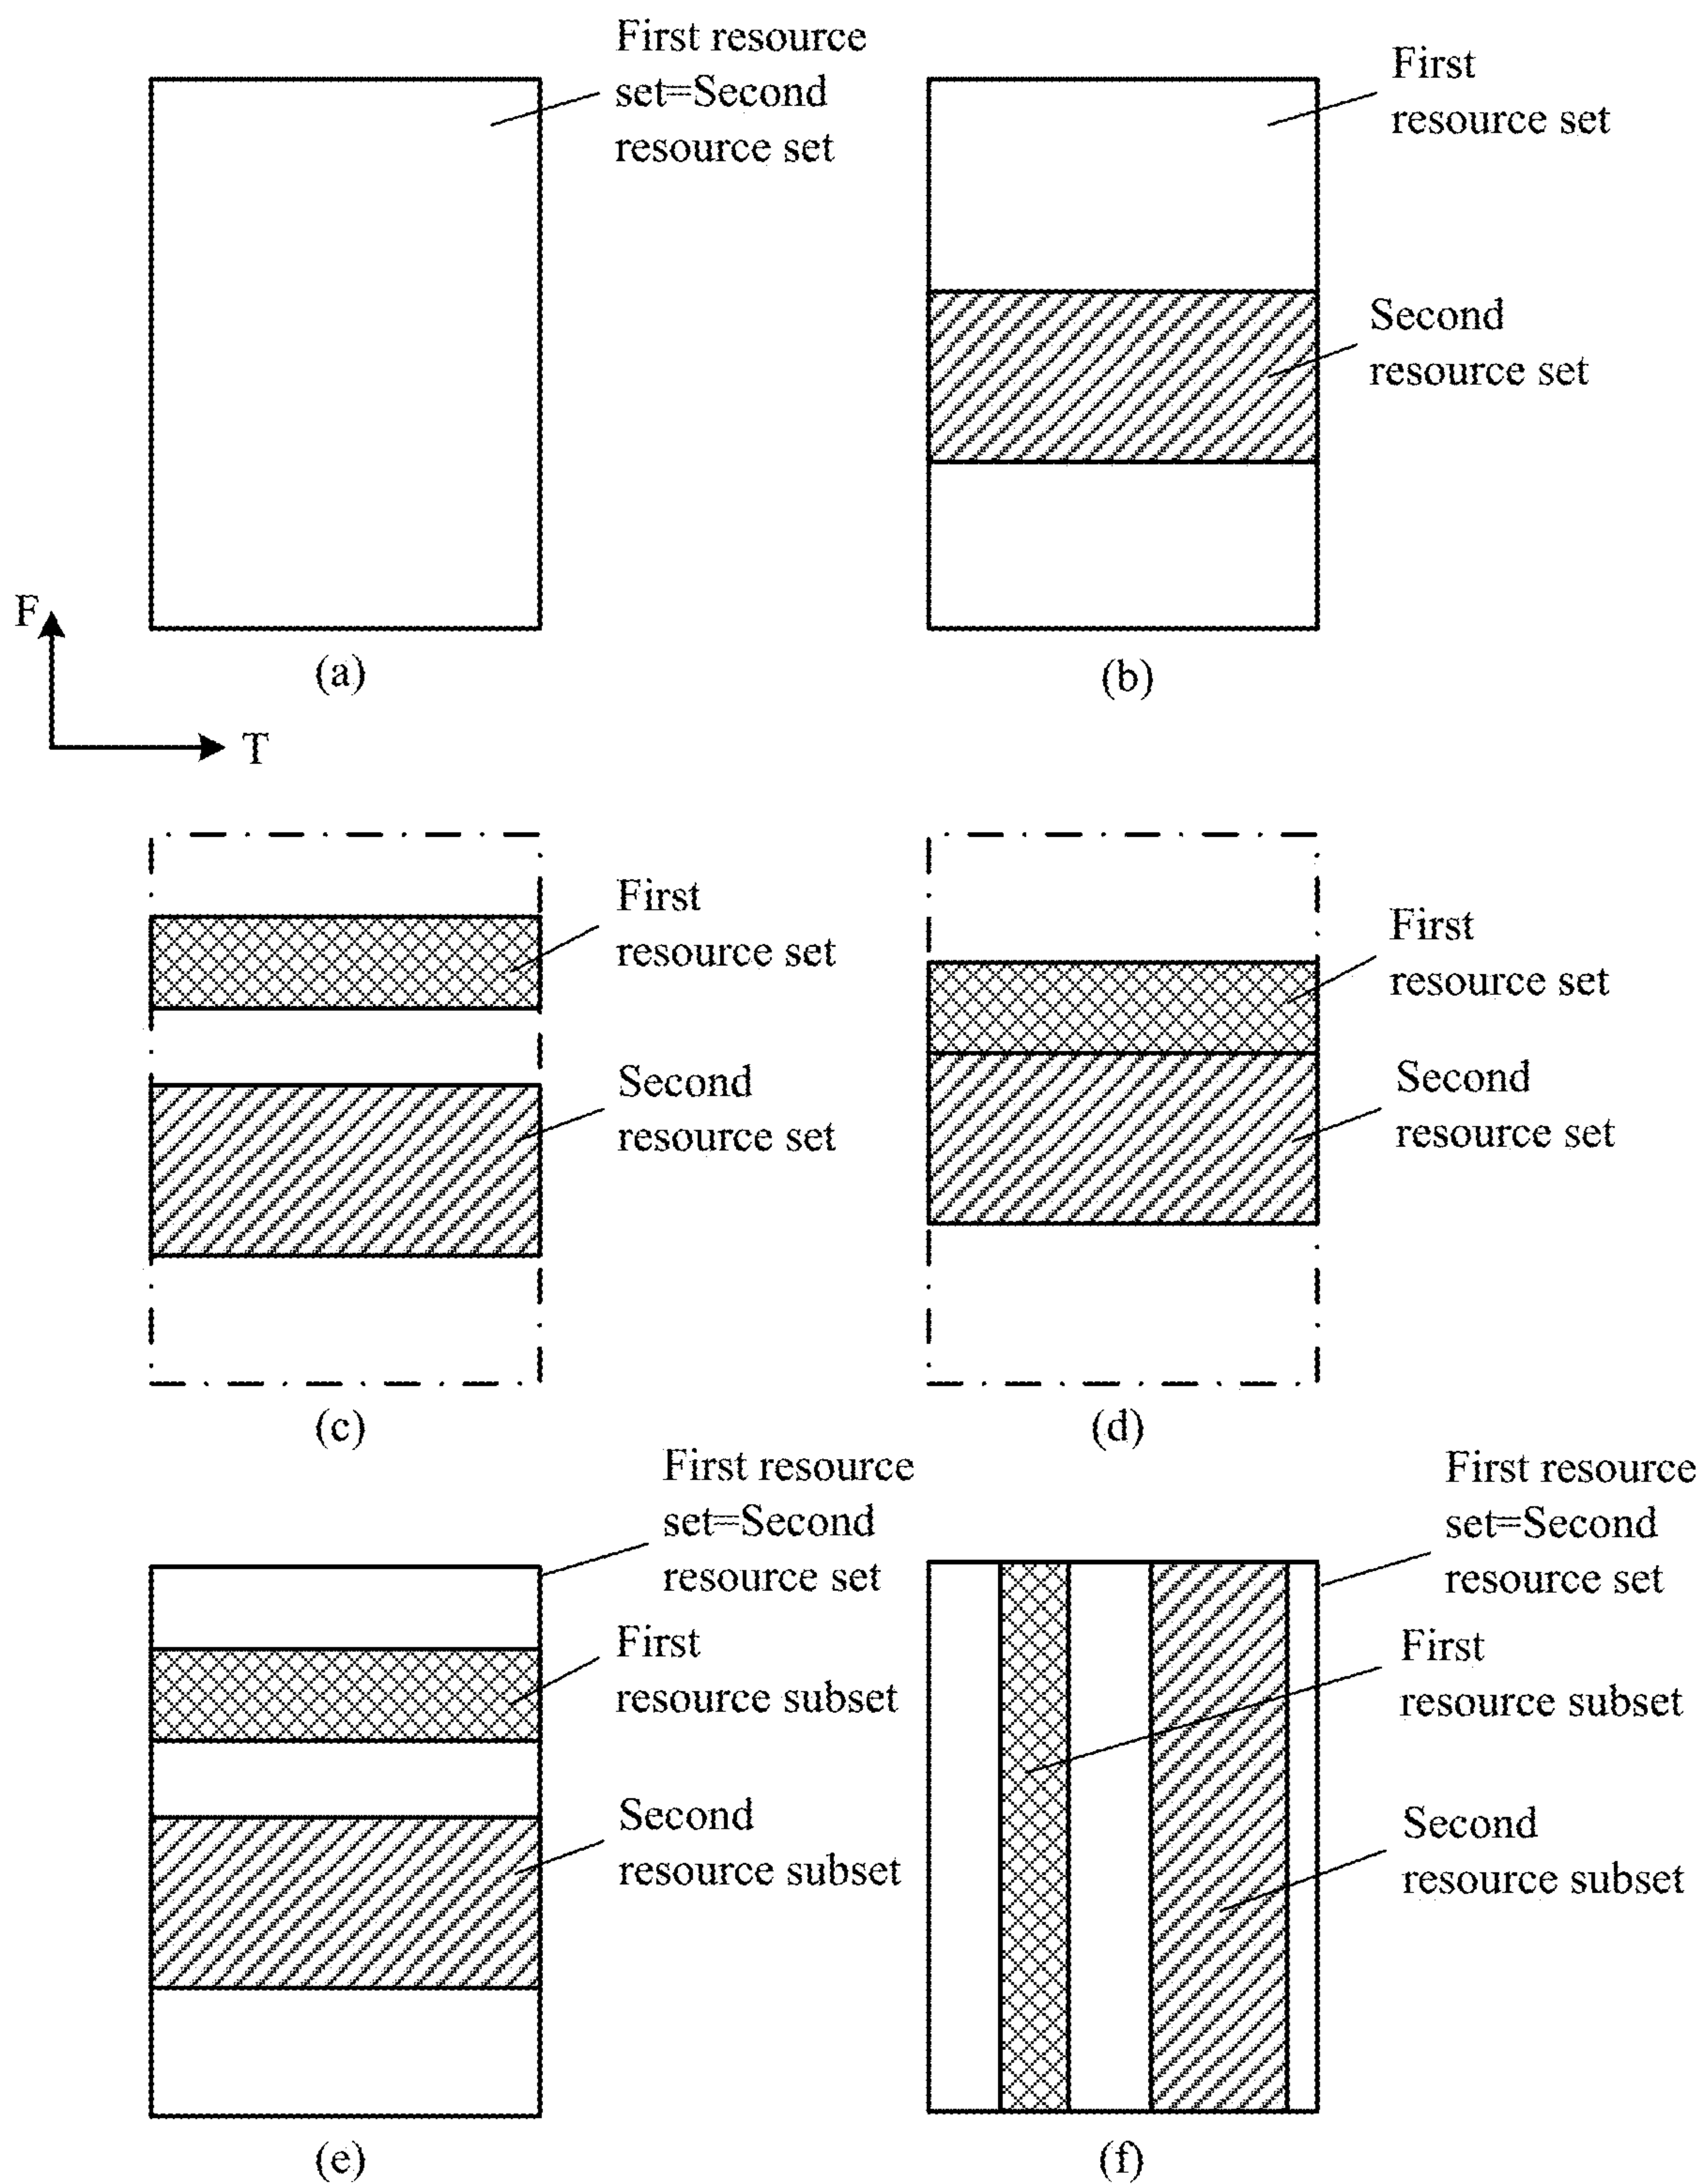 First resource
set=Second
resource set
First
resource set
Second
resource set
(a)
(b)
F
T
First
resource set
Second
resource set
First
resource set
Second
resource set
(c)
(d)
First resource
set=Second
resource set
First
resource subset
Second
resource subset
First resource
set=Second
resource set
First
resource subset
Second
resource subset
(e)
(f)